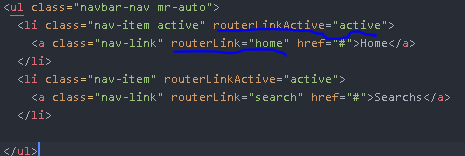 <ul class="navbar-nav mr-auto">
<li class="nav-item active" routerLinkActive="active">
<a class="nav-link" routerLink="home" href="#">Home</a>
</li>
<li class="nav-item" routerLinkActive="active">
<a class="nav-link" routerLink="search" href="#">Searchs</a>
</li>
</ul>